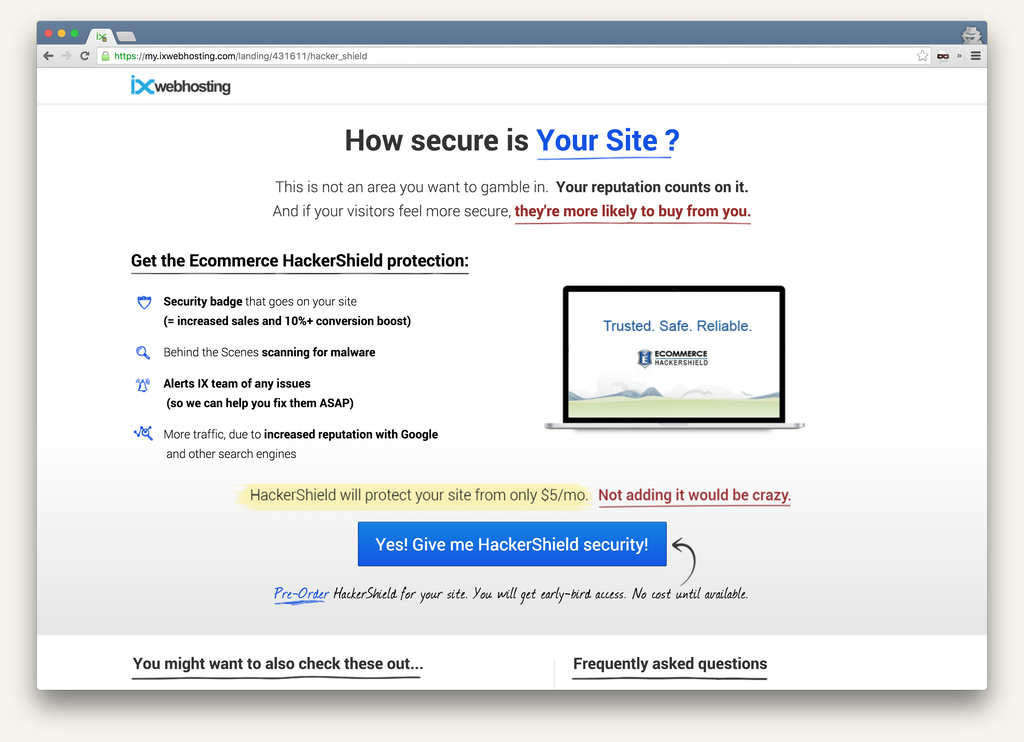 https://my.ixwebhosting.com/landing/431611/hacker_shield
ixwebhosting
How secure is Your Site ?
This is not an area you want to gamble in. Your reputation counts on it.
And if your visitors feel more secure, they're more likely to buy from you.
Get the Ecommerce HackerShield protection:
Security badge that goes on your site
(= increased sales and 10%+ conversion boost)
Behind the Scenes scanning for malware
Alerts IX team of any issues
(so we can help you fix them ASAP)
More traffic, due to increased reputation with Google
and other search engines
Trusted. Safe. Reliable.
ECOMMERCE
HACKERSHIELD
HackerShield will protect your site from only $5/mo. Not adding it would be crazy.
Yes! Give me HackerShield security!
Pre-Order HackerShield for your site. You will get early-bird access. No cost until available.
You might want to also check these out...
Frequently asked questions